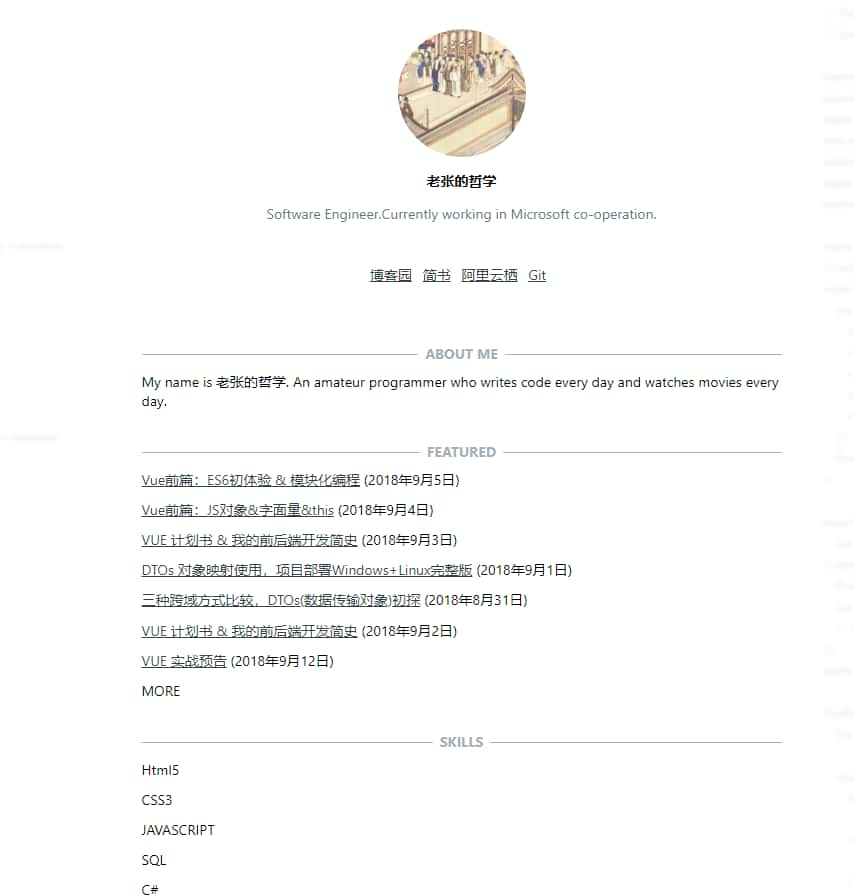 老张的哲学
Software Engineer.Currently working in Microsoft co-operation.
博客园 简书 阿里云栖 Git
ABOUT ME
My name is 老张的哲学. An amateur programmer who writes code every day and watches movies every
day.
FEATURED
Vue前篇：ES6初体验 & 模块化编程 (2018年9月5日)
Vue前篇：JS对象&字面量&this (2018年9月4日)
VUE 计划书 & 我的前后端开发简史 (2018年9月3日)
DTOs 对象映射使用，项目部署Windows+Linux完整版 (2018年9月1日)
三种跨域方式比较，DTOs(数据传输对象)初探 (2018年8月31日)
VUE 计划书 & 我的前后端开发简史 (2018年9月2日)
VUE 实战预告 (2018年9月12日)
MORE
SKILLS
Html5
CSS3
JAVASCRIPT
SQL
C#